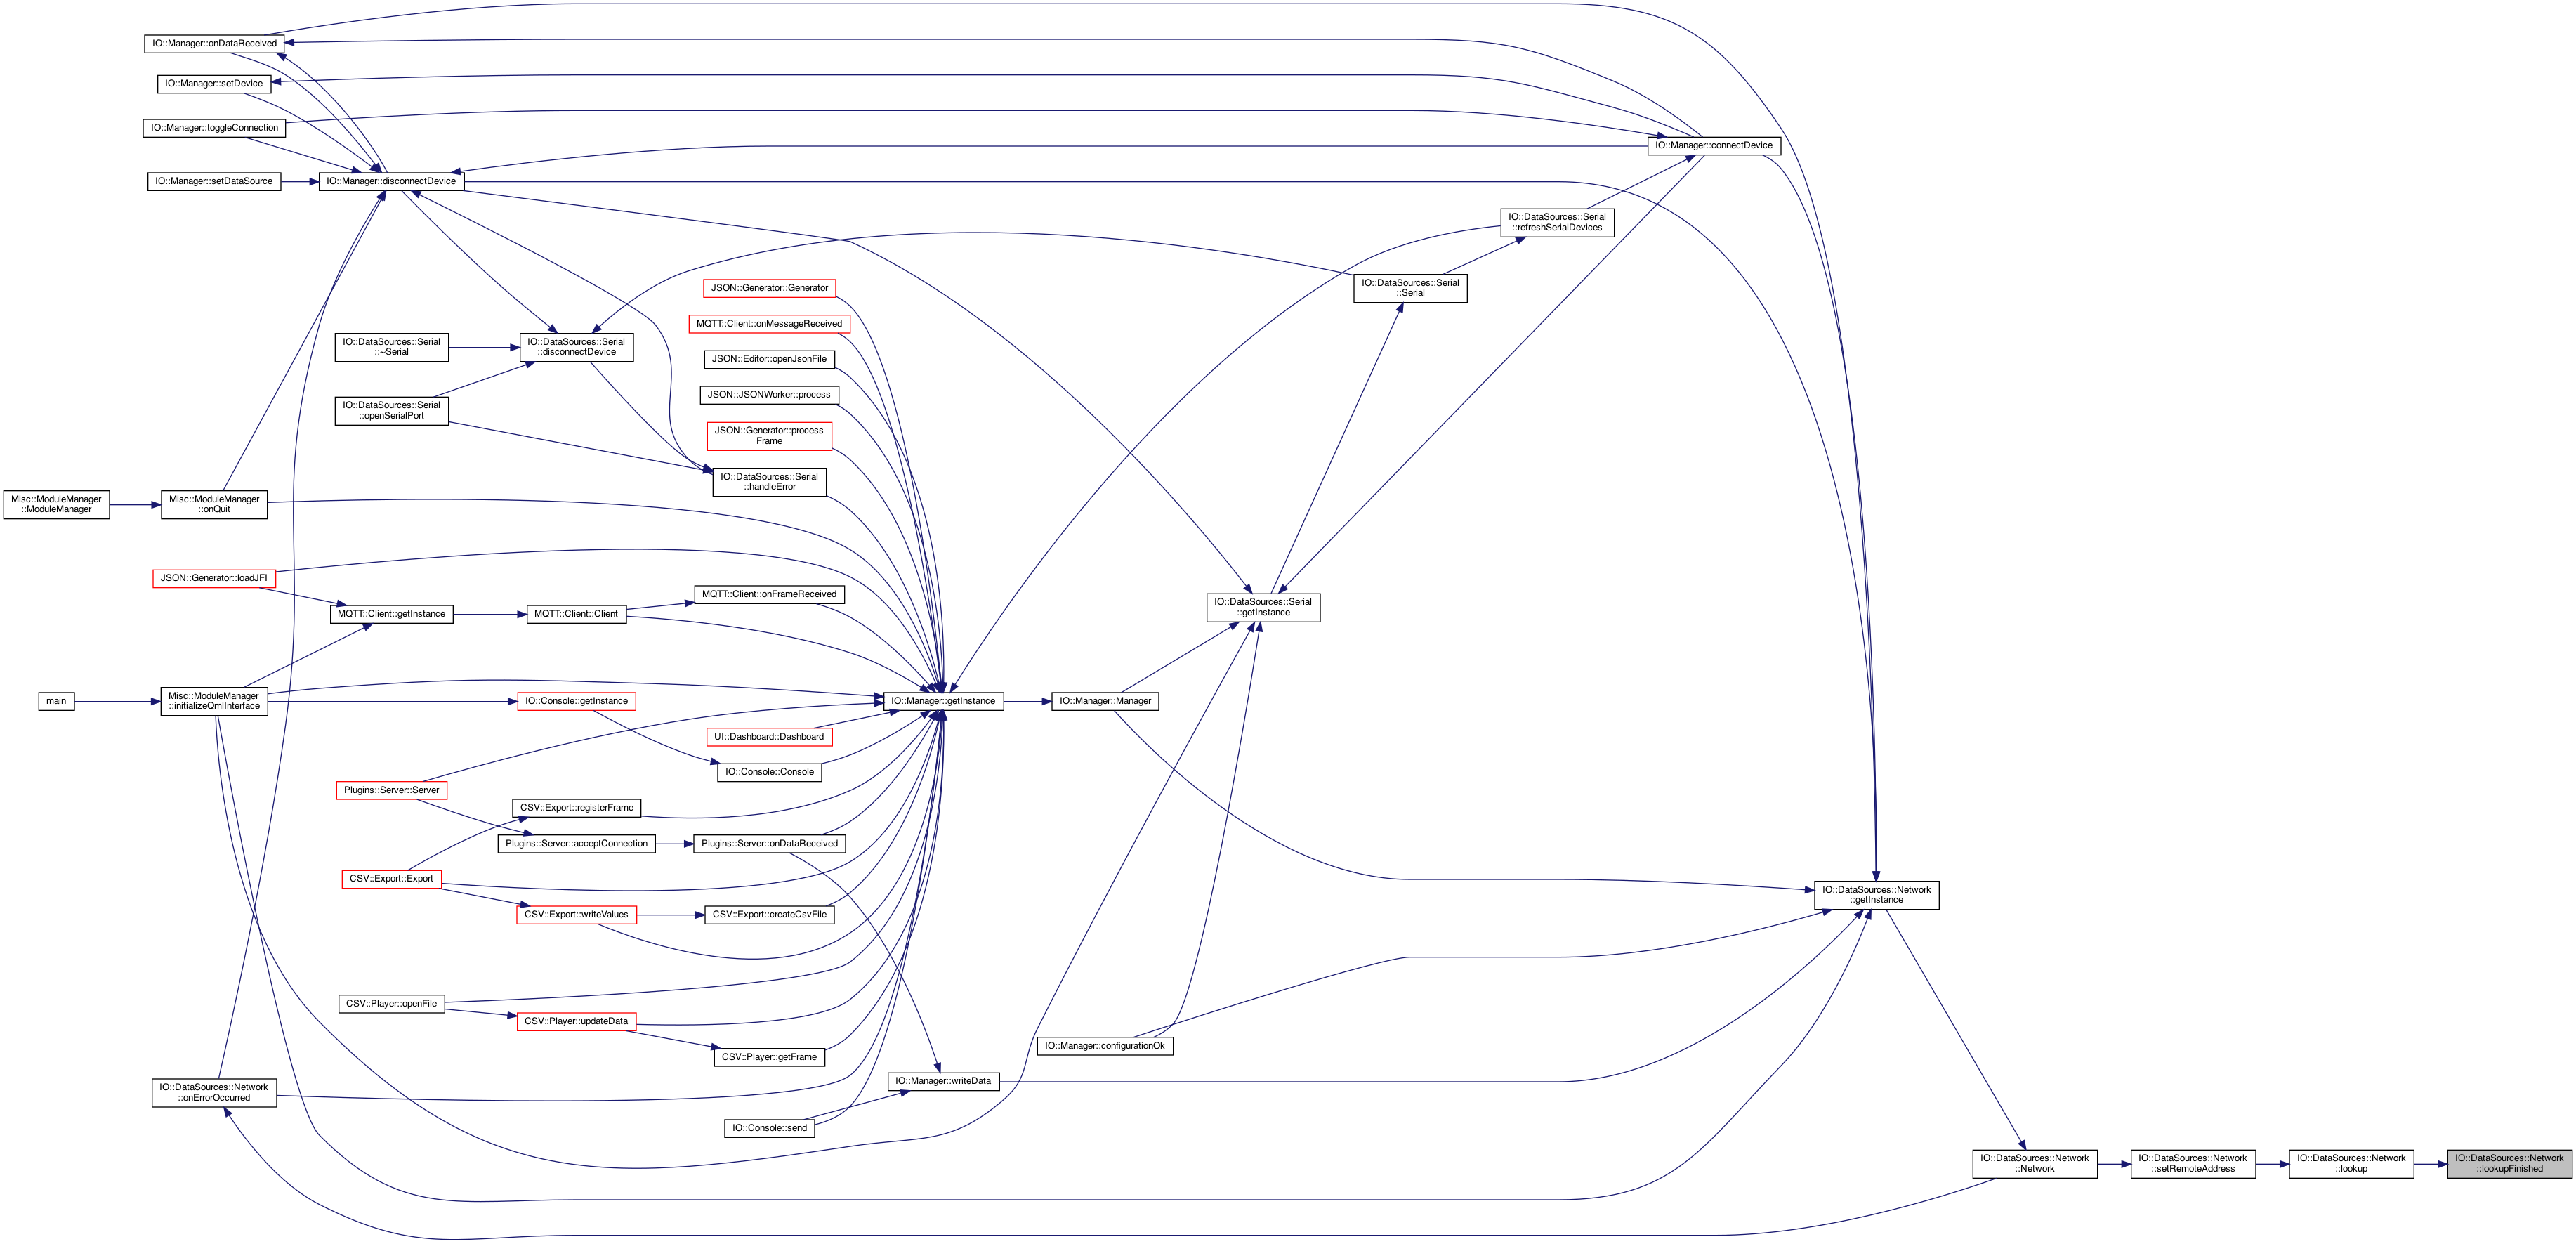 IO::Manager::onDataReceived
IO::Manager::setDevice
IO::Manager::toggleConnection
IO::Manager::connectDevice
IO::Manager::setDataSource
IO::Manager::disconnectDevice
IO::DataSources::Serial
::refreshSerialDevices
IO::DataSources::Serial
::Serial
JSON::Generator::Generator
MQTT::Client::onMessageReceived
IO::DataSources::Serial
::~Serial
IO::DataSources::Serial
::disconnectDevice
JSON::Editor::openJsonFile
JSON::JSONWorker::process
IO::DataSources::Serial
::openSerialPort
JSON::Generator::process
Frame
IO::DataSources::Serial
::handleError
Misc::ModuleManager
::ModuleManager
Misc::ModuleManager
::onQuit
JSON::Generator::loadJFI
MQTT::Client::onFrameReceived
MQTT::Client::getInstance
MQTT::Client::Client
IO::DataSources::Serial
::getInstance
main
Misc::ModuleManager
::initializeQmlInterface
IO::Console::getInstance
IO::Manager::getInstance
IO::Manager::Manager
UI::Dashboard::Dashboard
IO::Console::Console
Plugins::Server::Server
CSV::Export::registerFrame
Plugins::Server::acceptConnection
Plugins::Server::onDataReceived
CSV::Export::Export
IO::DataSources::Network
::getInstance
CSV::Export::writeValues
CSV::Export::createCsvFile
CSV::Player::openFile
CSV::Player::updateData
IO::Manager::configurationOk
CSV::Player::getFrame
IO::Manager::writeData
IO::DataSources::Network
::onErrorOccurred
IO::Console::send
IO::DataSources::Network
::Network
IO::DataSources::Network
::setRemoteAddress
IO::DataSources::Network
::lookup
IO::DataSources::Network
::lookupFinished